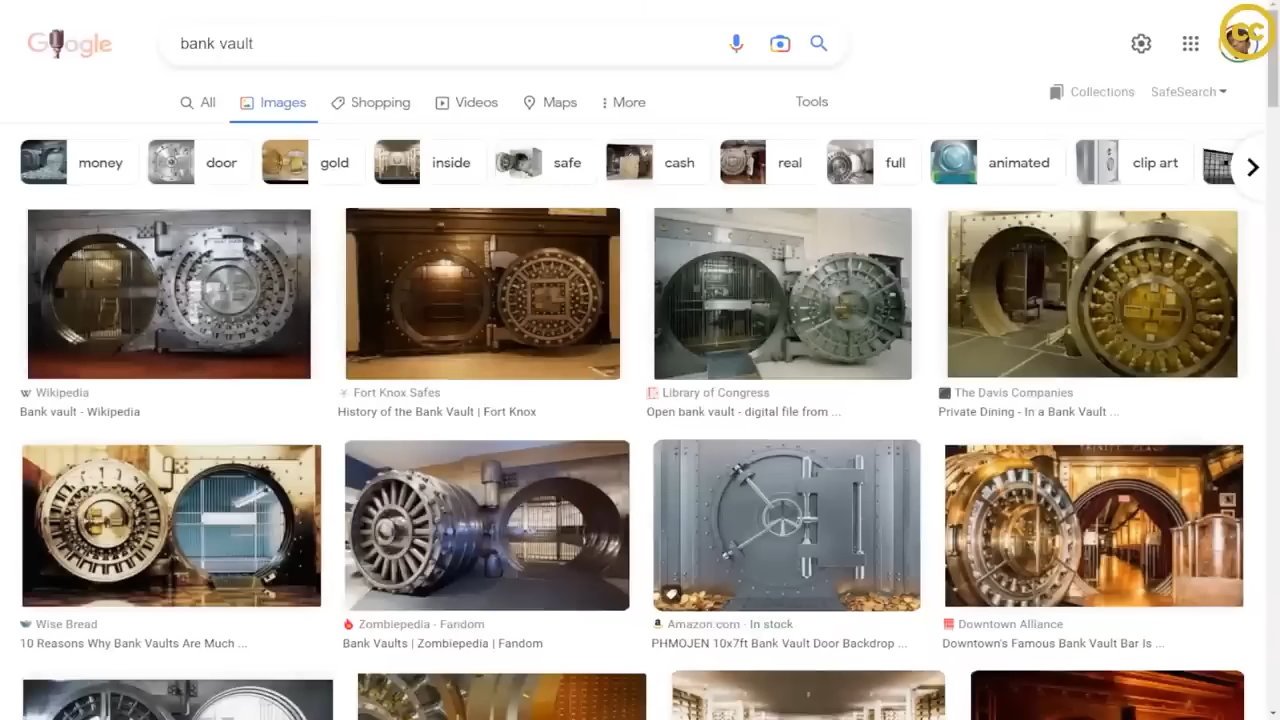 Google
bank vault
CC
All Images Shopping Videos Maps More Tools
Collections SafeSearch
money door gold inside safe cash real full animated clip art
W Wikipedia
Bank vault - Wikipedia
Fort Knox Safes
History of the Bank Vault | Fort Knox
Library of Congress
Open bank vault - digital file from ...
The Davis Companies
Private Dining - In a Bank Vault ...
Wise Bread
10 Reasons Why Bank Vaults Are Much ...
Zombiepedia - Fandom
Bank Vaults | Zombiepedia | Fandom
Amazon.com · In stock
PHMOJEN 10x7ft Bank Vault Door Backdrop ...
Downtown Alliance
Downtown's Famous Bank Vault Bar Is ...